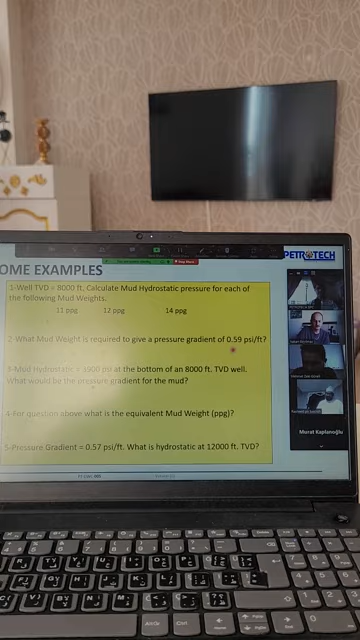 PETROTECH
OME EXAMPLES
1-Well TVD = 8000 ft. Calculate Mud Hydrostatic pressure for each of
the following Mud Weights.
11 ppg 12 ppg 14 ppg
2-What Mud Weight is required to give a pressure gradient of 0.59 psi/ft?
3-Mud Hydrostatic = 3900 psi at the bottom of an 8000 ft. TVD well.
What would be the pressure gradient for the mud?
4-For question above what is the equivalent Mud Weight (ppg)?
5-Pressure Gradient = 0.57 psi/ft. What is hydrostatic at 12000 ft. TVD?
Murat Kaplanoğlu